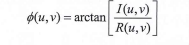 ϕ(u,v) = arctan[I(u,v)/R(u,v)]